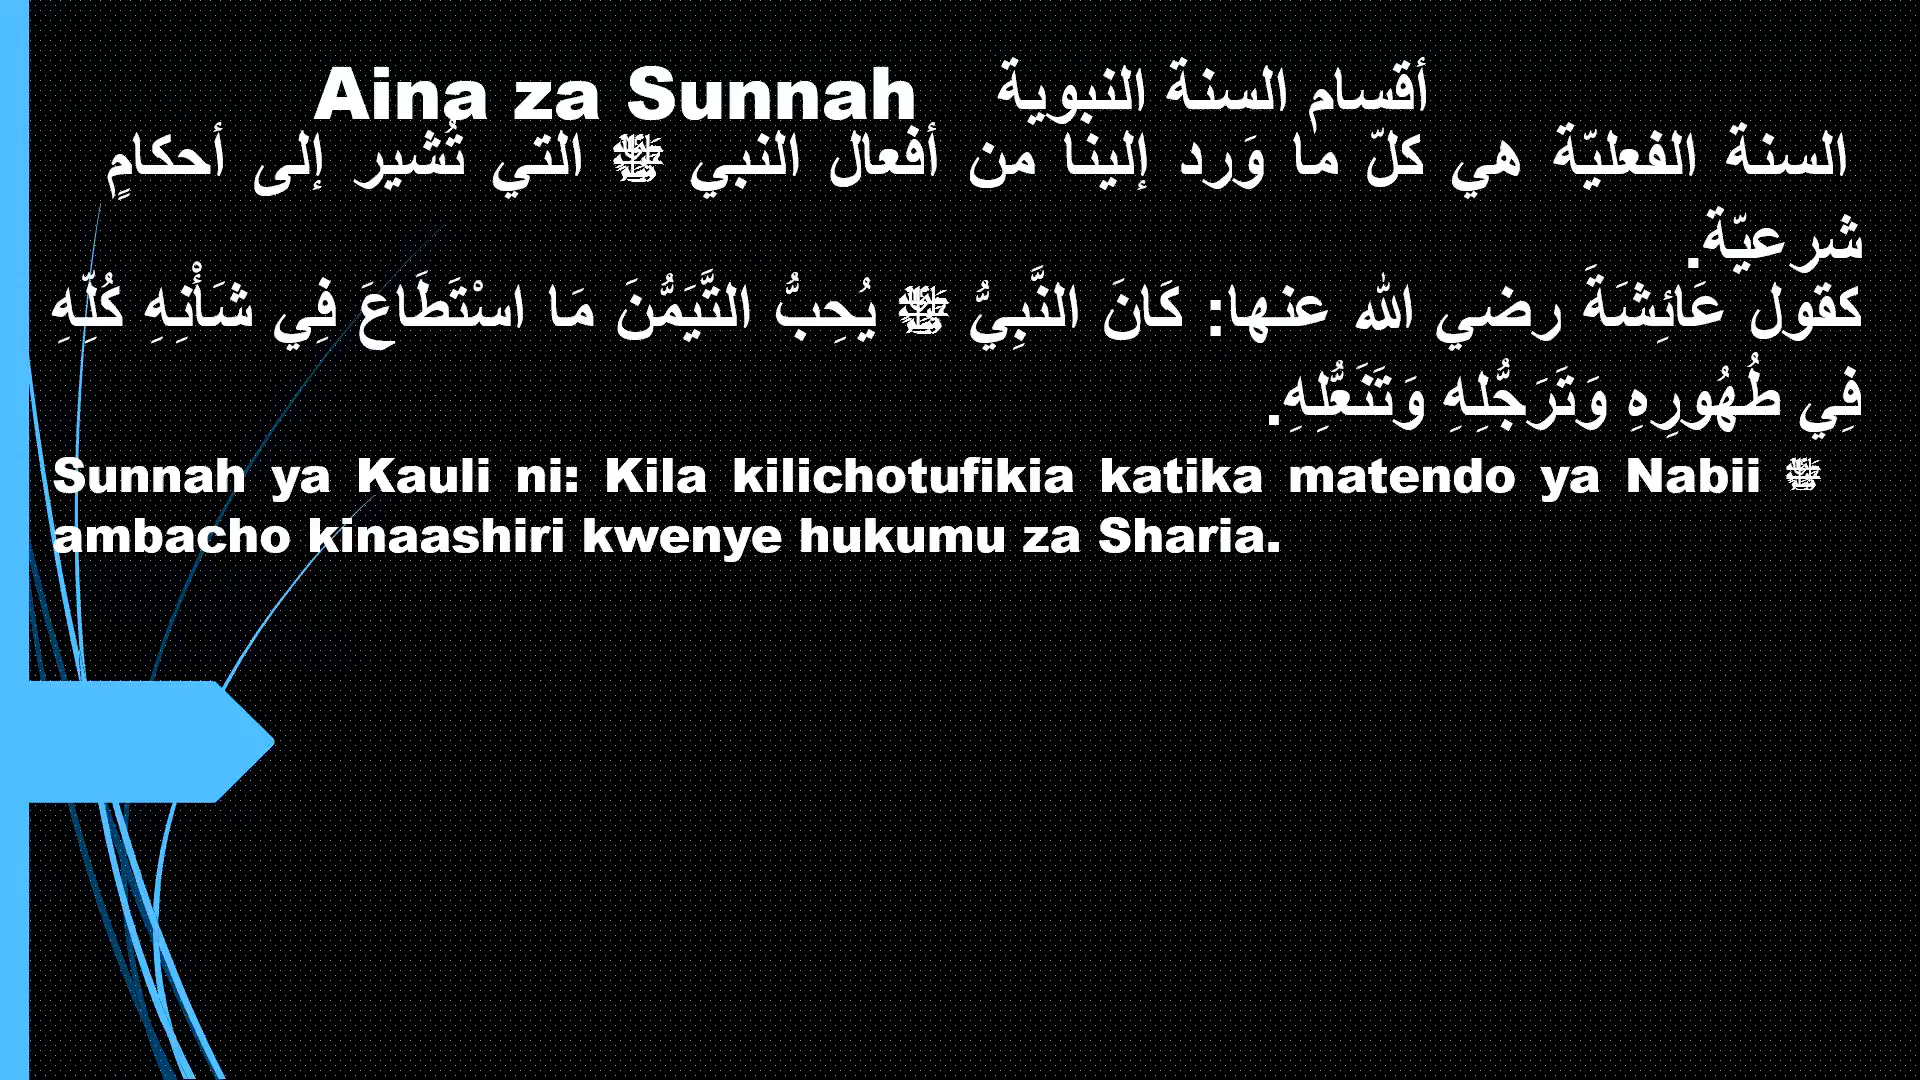 Aina za Sunnah أقسام السنة النبوية
السنة الفعليّة هي كلّ ما وَرد إلينا من أفعال النبي ﷺ التي تُشير إلى أحكامٍ
شرعيّة.
كقول عَائِشَةَ رضي الله عنها: كَانَ النَّبِيُّ ﷺ يُحِبُّ التَّيَمُّنَ مَا اسْتَطَاعَ فِي شَأْنِهِ كُلِّهِ
فِي طُهُورِهِ وَتَرَجُّلِهِ وَتَنَعُّلِهِ.
Sunnah ya Kauli ni: Kila kilichotufikia katika matendo ya Nabii ﷺ
ambacho kinaashiri kwenye hukumu za Sharia.